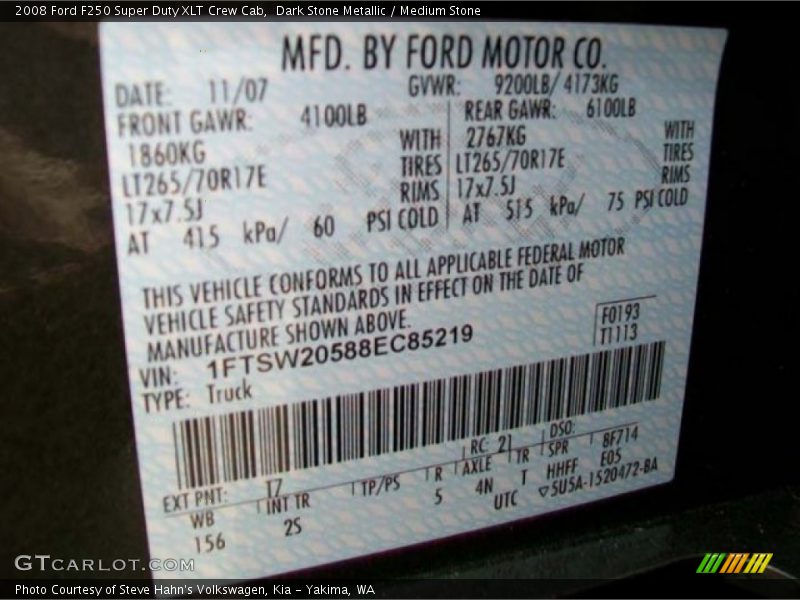 2008 Ford F250 Super Duty XLT Crew Cab,  Dark Stone Metallic / Medium Stone
MFD. BY FORD MOTOR CO.
DATE: 11/07 GVWR: 9200LB/ 4173KG
FRONT GAWR: 4100LB REAR GAWR: 6100LB
1860KG WITH 2767KG WITH
LT265/70R17E TIRES LT265/70R17E TIRES
17x7.5J RIMS 17x7.5J RIMS
AT 415 kPa/ 60 PSI COLD AT 515 kPa/ 75 PSI COLD
THIS VEHICLE CONFORMS TO ALL APPLICABLE FEDERAL MOTOR
VEHICLE SAFETY STANDARDS IN EFFECT ON THE DATE OF
MANUFACTURE SHOWN ABOVE.
VIN: 1FTSW20588EC85219
F0193
TYPE: Truck
T1113
EXT PNT: T7 RC: 21 DSO:
WB INT TR TP/PS R AXLE TR SPR 8F714
156 2S 5 4N T HHFF E05
UTC ▽5U5A-1520472-BA
GTCARLOT.COM
Photo Courtesy of Steve Hahn's Volkswagen, Kia - Yakima, WA